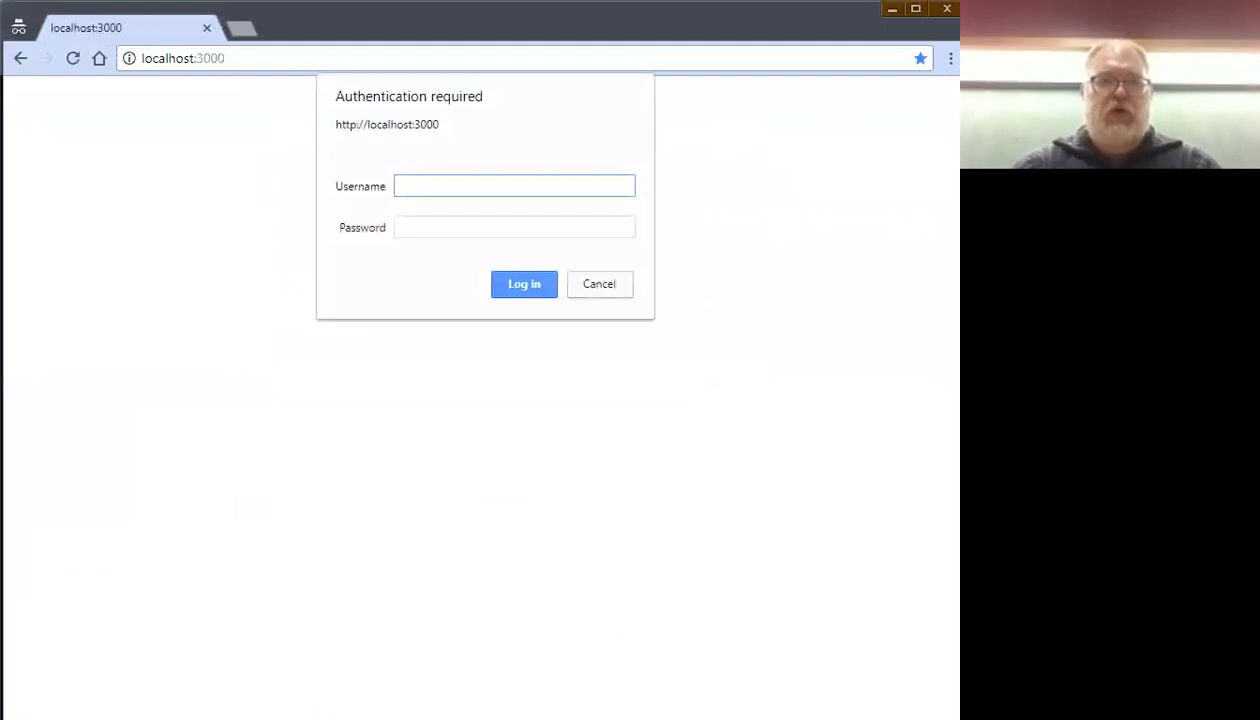 localhost:3000
localhost:3000
Authentication required
http://localhost:3000
Username
Password
Log in
Cancel